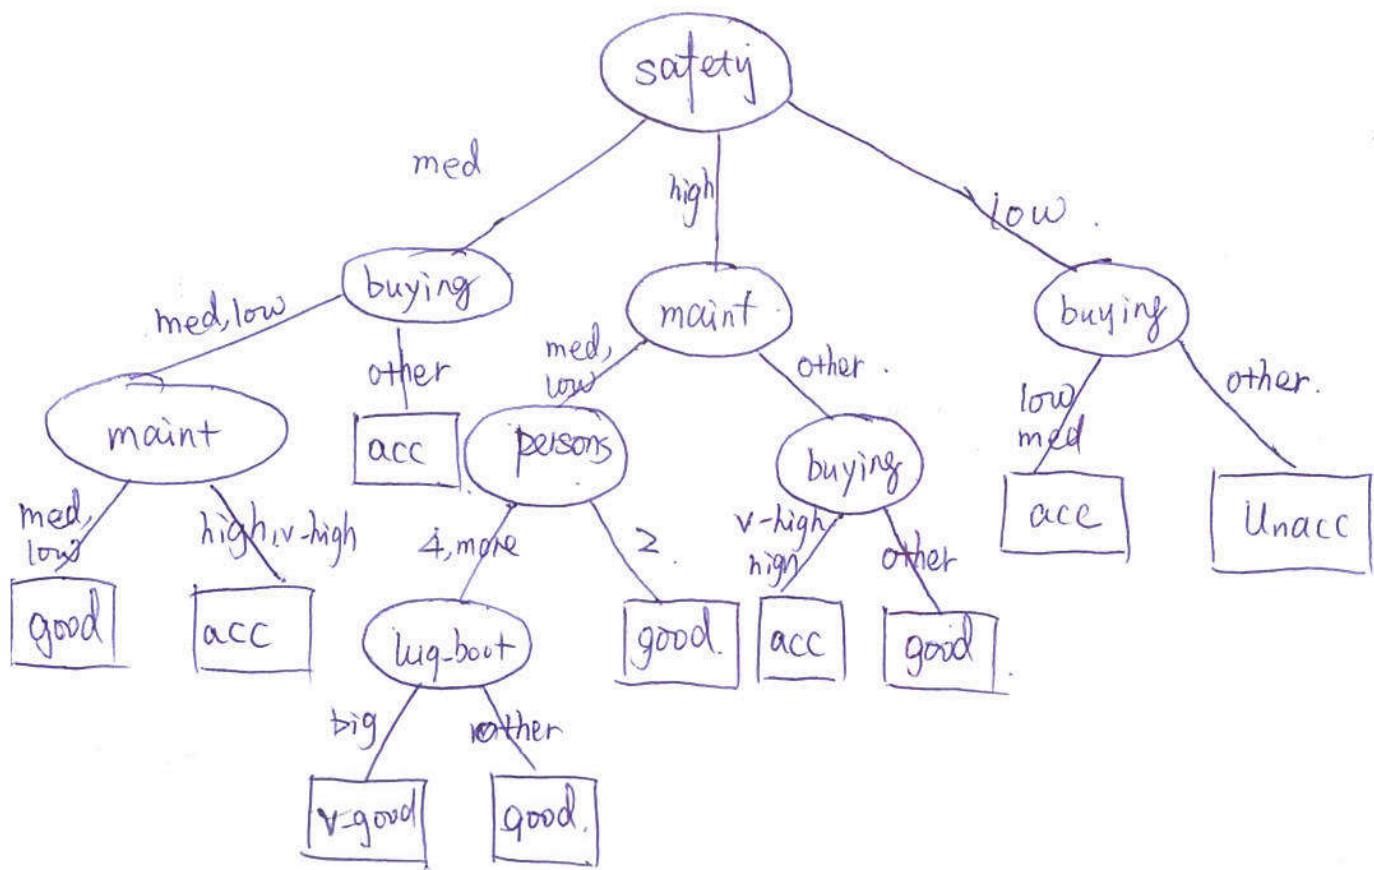 safety
med
high
low.
buying
maint
buying
med, low
other
med,
low
other.
low
med
other.
maint
acc
persons
buying
acc
Unacc
med,
low
high, v-high
4, more
2.
v-high
high
other
good
acc
lug-boot
good.
acc
good
big
other
v-good
good.